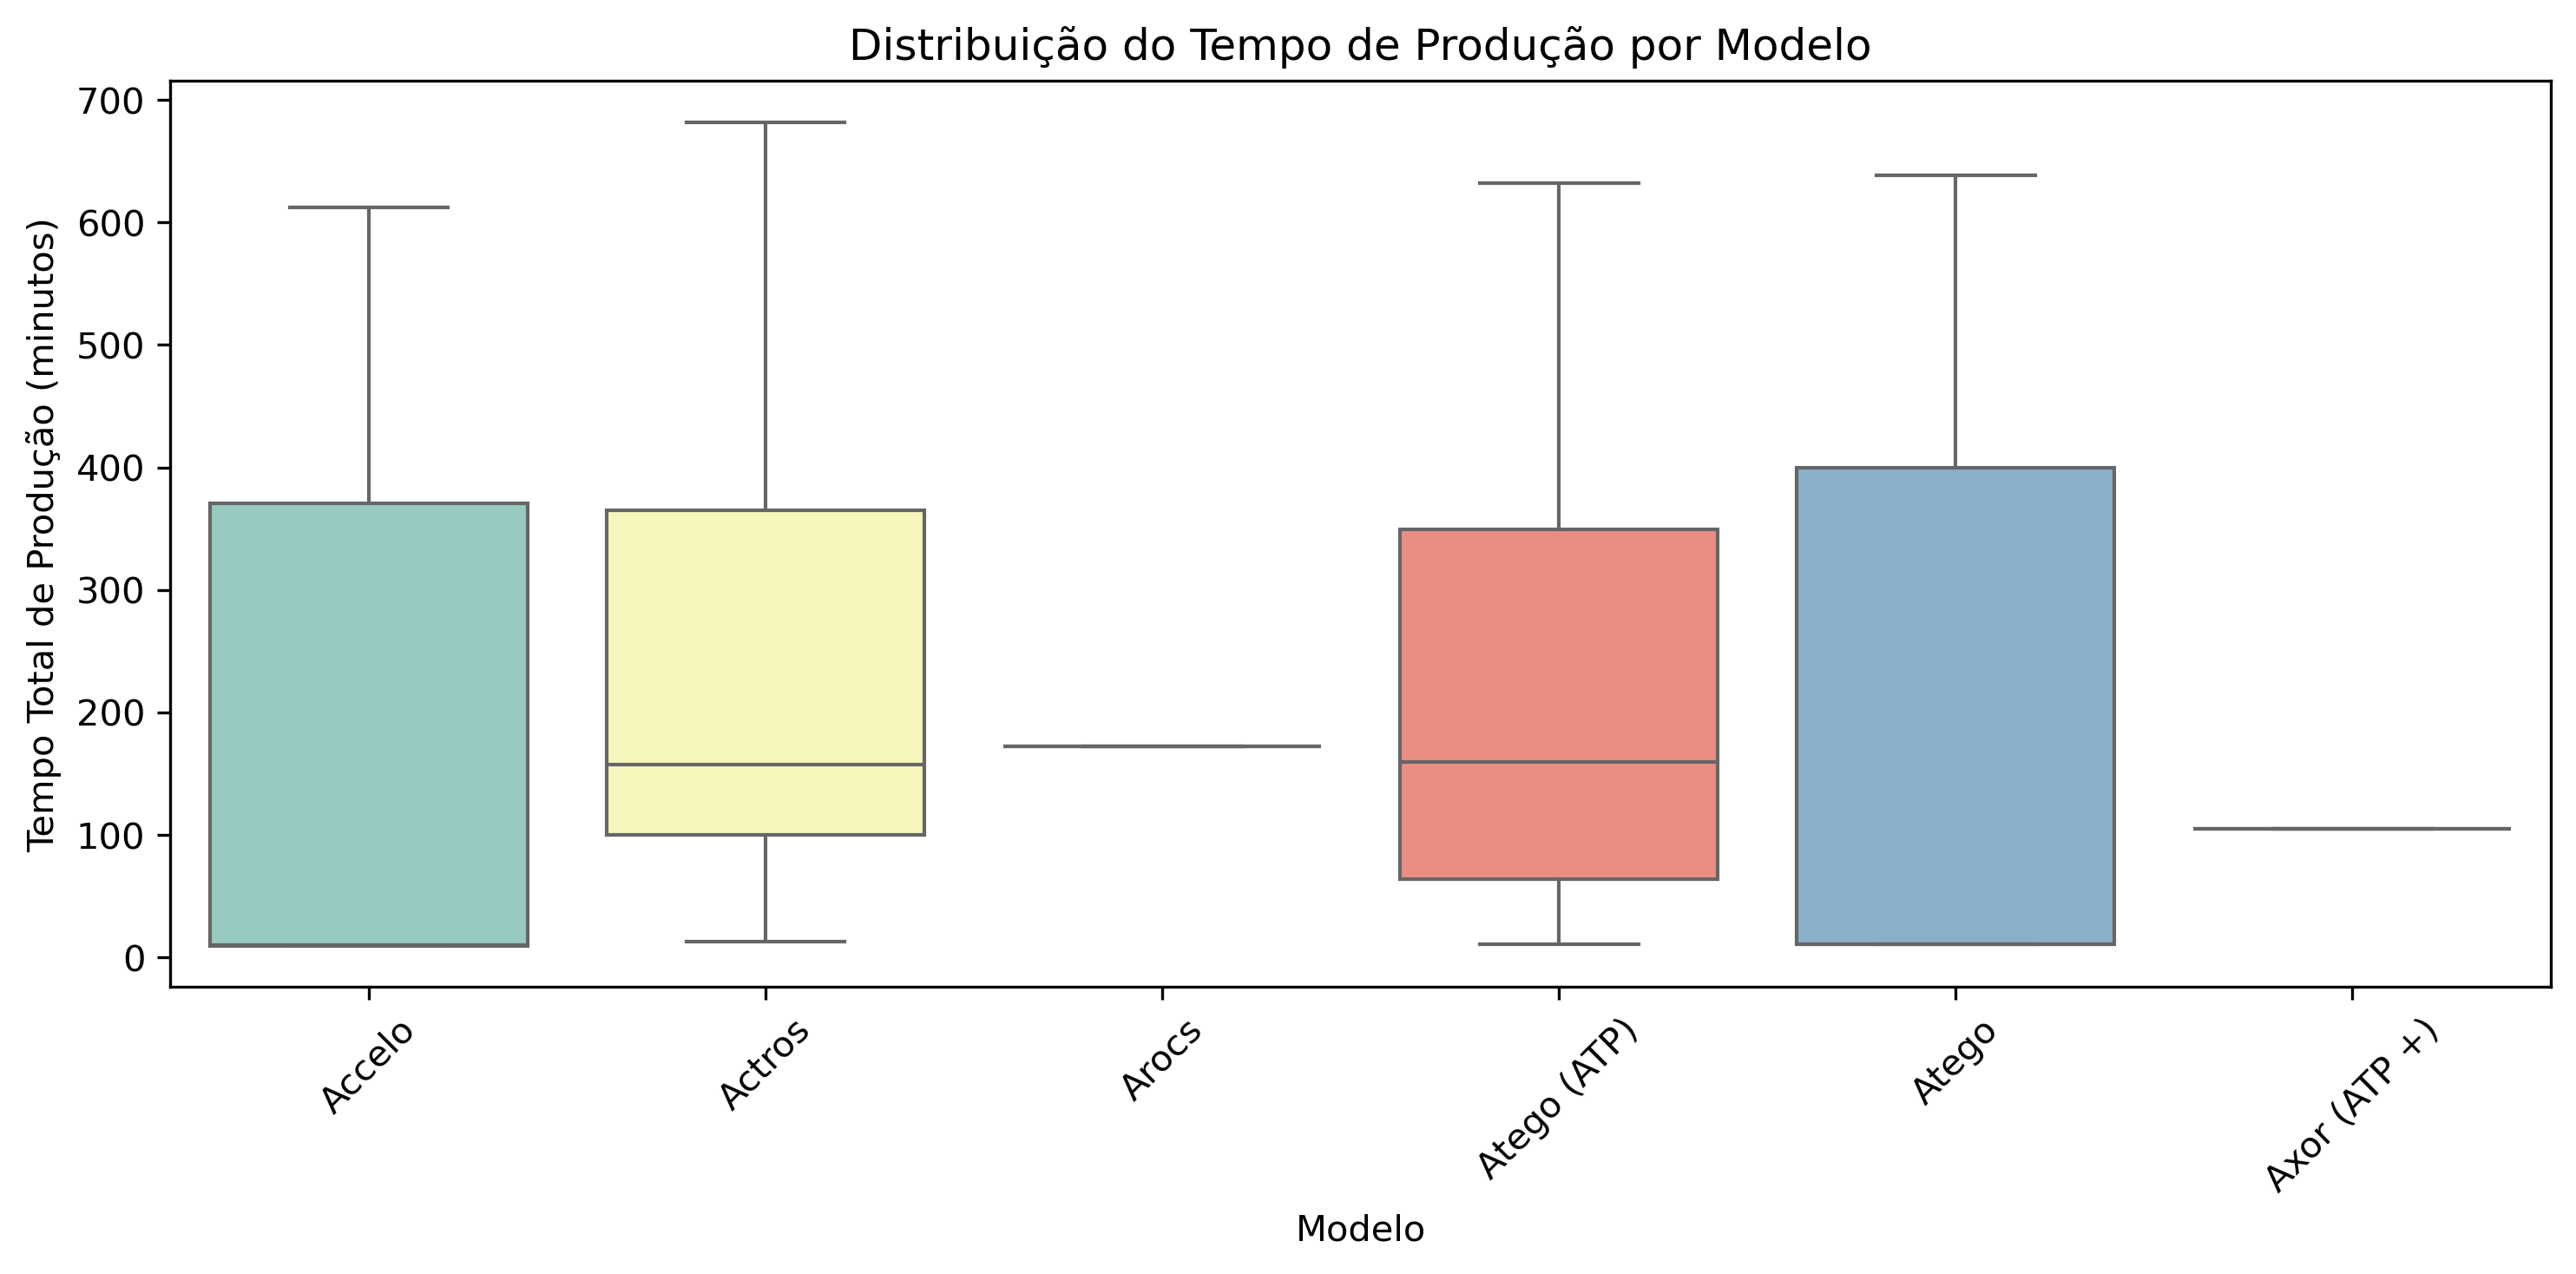 Distribuição do Tempo de Produção por Modelo
Tempo Total de Produção (minutos)
700
600
500
400
300
200
100
0
Accelo
Actros
Arocs
Atego (ATP)
Atego
Axor (ATP +)
Modelo